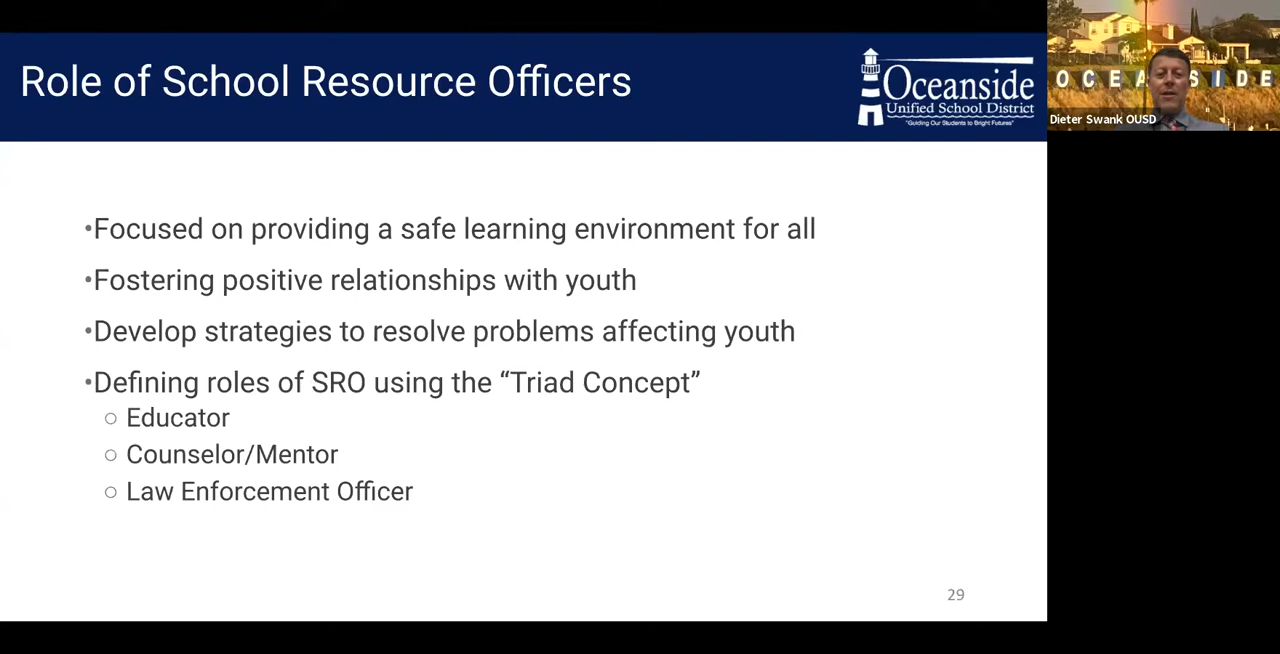 Role of School Resource Officers
Oceanside
Unified School District
"Guiding Our Students to Bright Futures"
OCEANSIDE
Dieter Swank OUSD
•Focused on providing a safe learning environment for all
•Fostering positive relationships with youth
•Develop strategies to resolve problems affecting youth
•Defining roles of SRO using the “Triad Concept”
○ Educator
○ Counselor/Mentor
○ Law Enforcement Officer
29